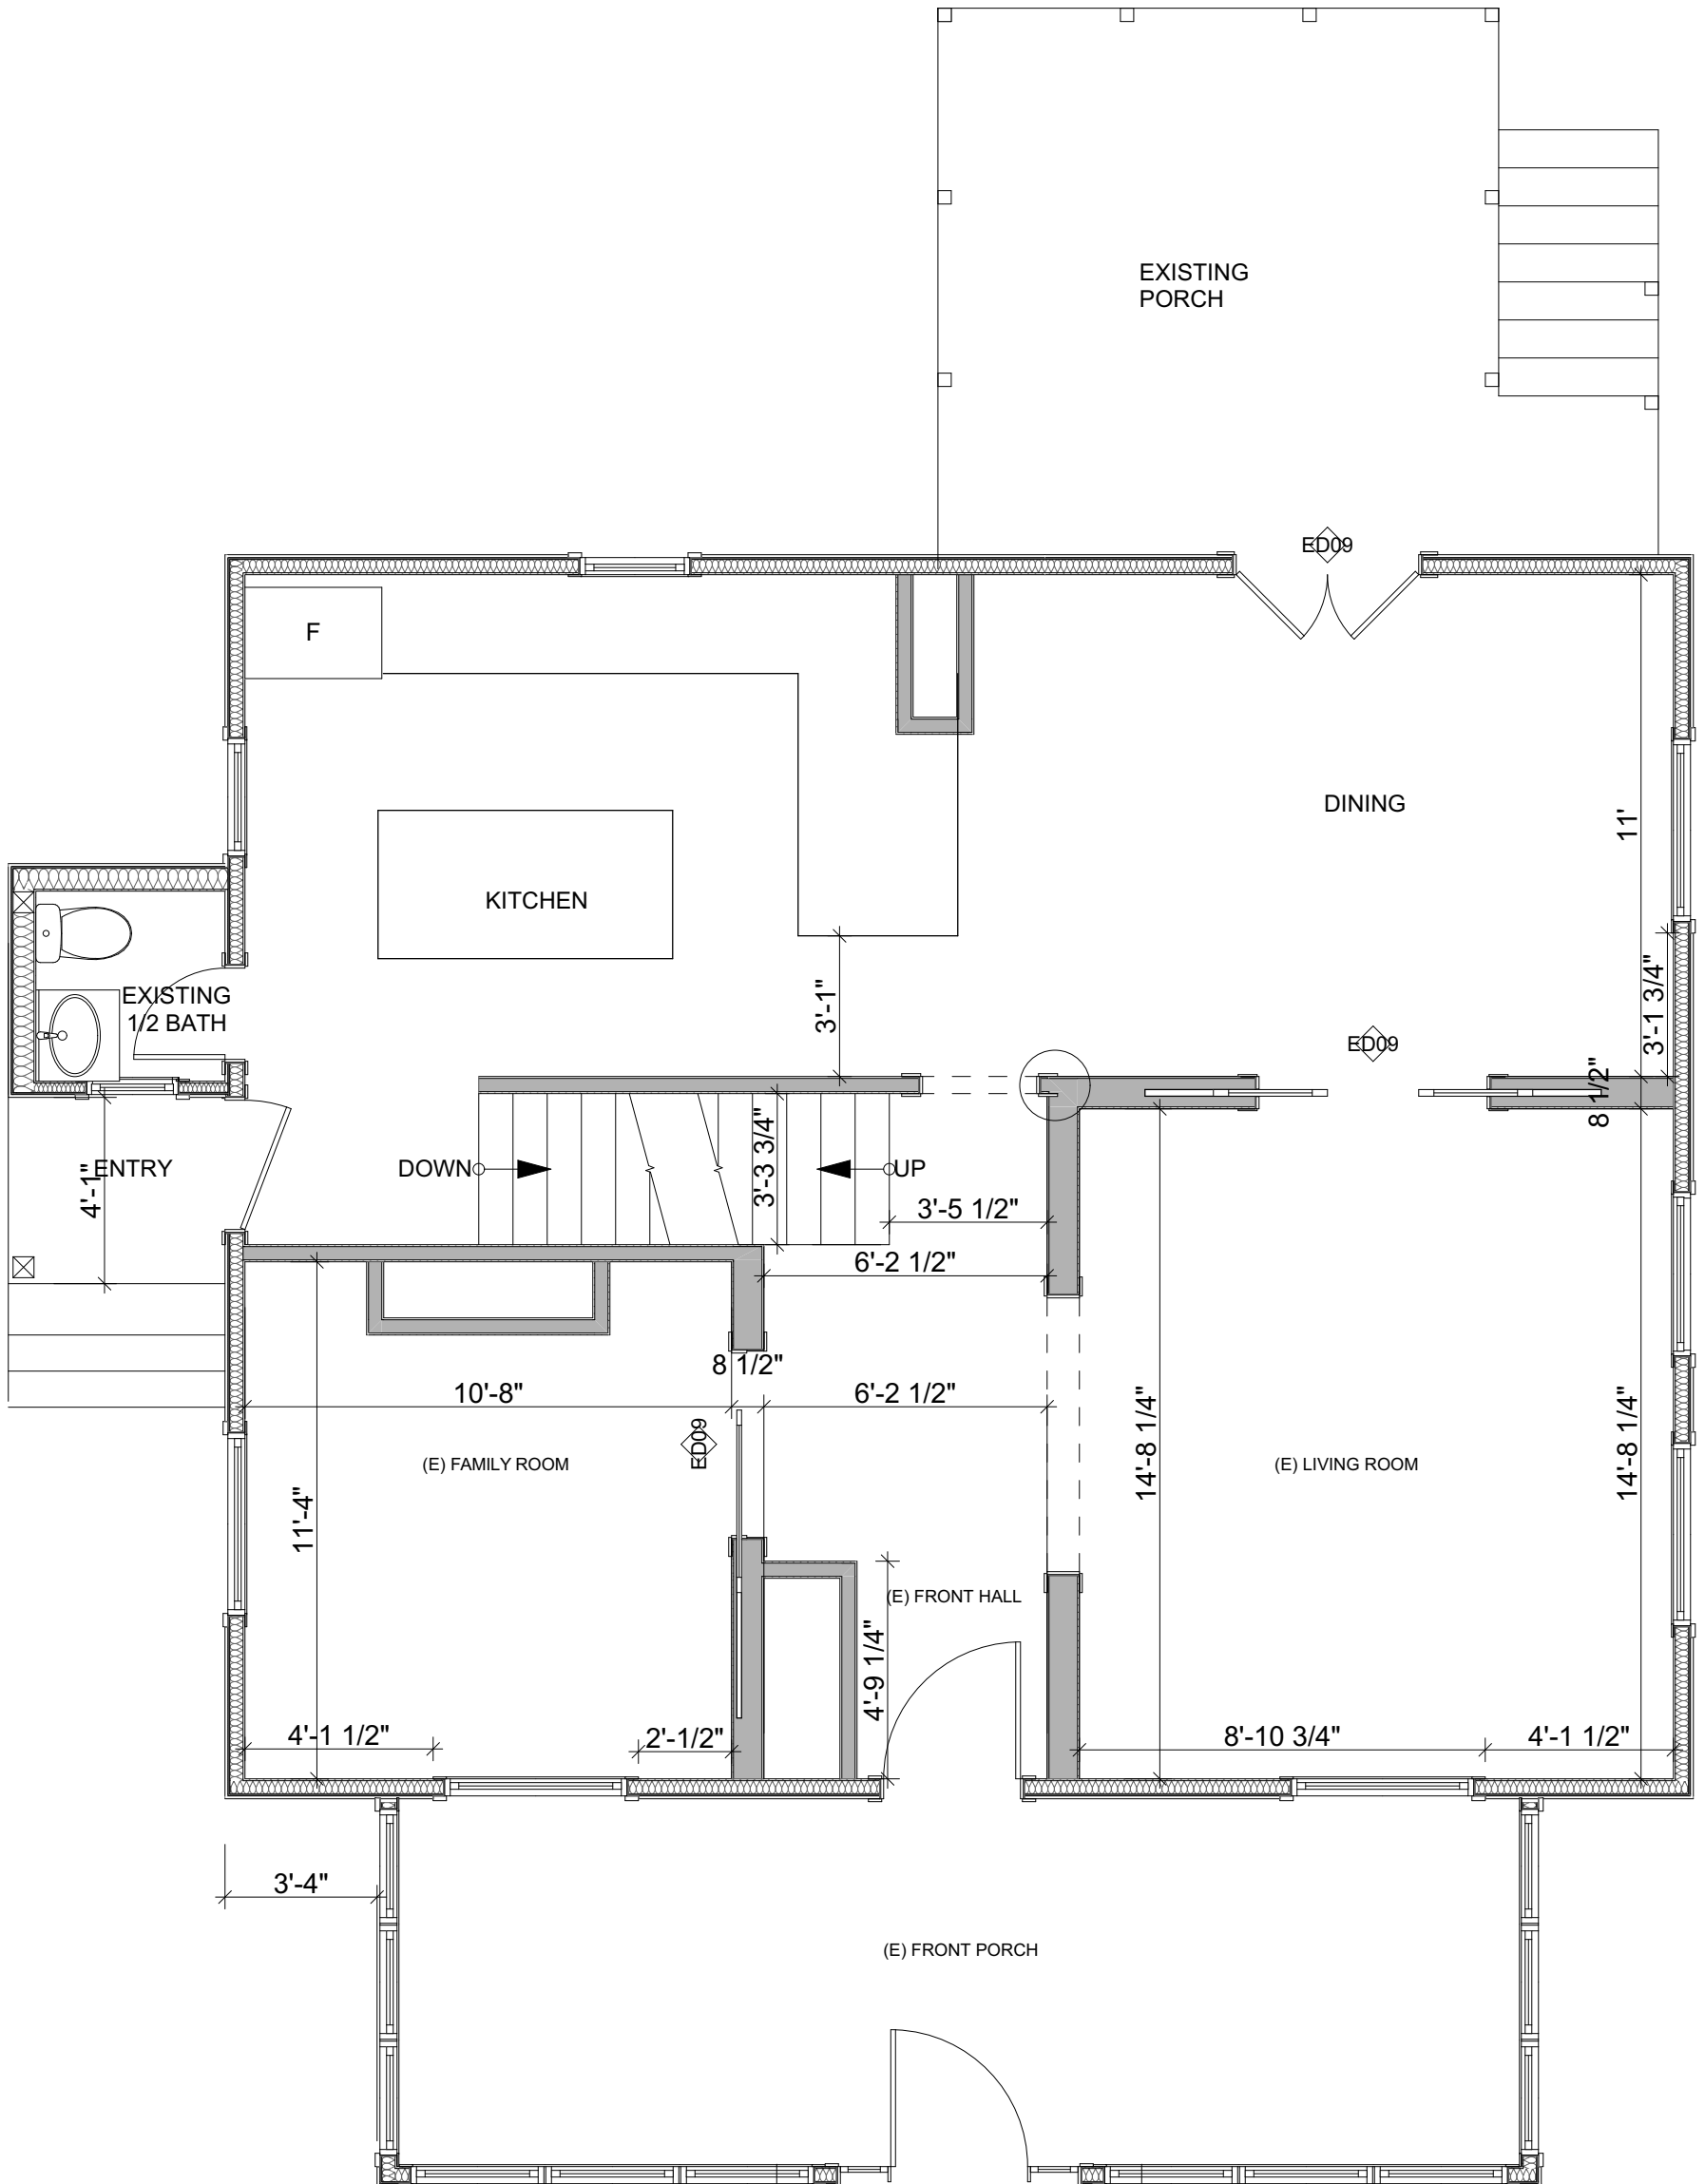 EXISTING
PORCH
ED09
F
DINING
11'
KITCHEN
3'-1"
3'-1 3/4"
EXISTING
1/2 BATH
ED09
8 1/2"
ENTRY
4'-1"
DOWN
3'-3 3/4"
UP
3'-5 1/2"
6'-2 1/2"
8 1/2"
10'-8"
6'-2 1/2"
ED09
14'-8 1/4"
14'-8 1/4"
(E) FAMILY ROOM
(E) LIVING ROOM
11'-4"
(E) FRONT HALL
4'-9 1/4"
4'-1 1/2"
2'-1/2"
8'-10 3/4"
4'-1 1/2"
3'-4"
(E) FRONT PORCH